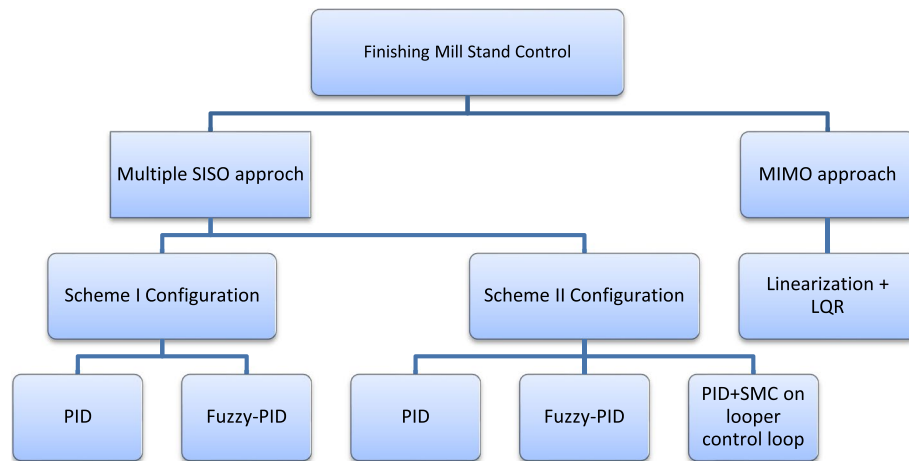 Finishing Mill Stand Control
Multiple SISO approch
MIMO approach
Scheme I Configuration
Scheme II Configuration
Linearization +
LQR
PID
Fuzzy-PID
PID
Fuzzy-PID
PID+SMC on
looper
control loop